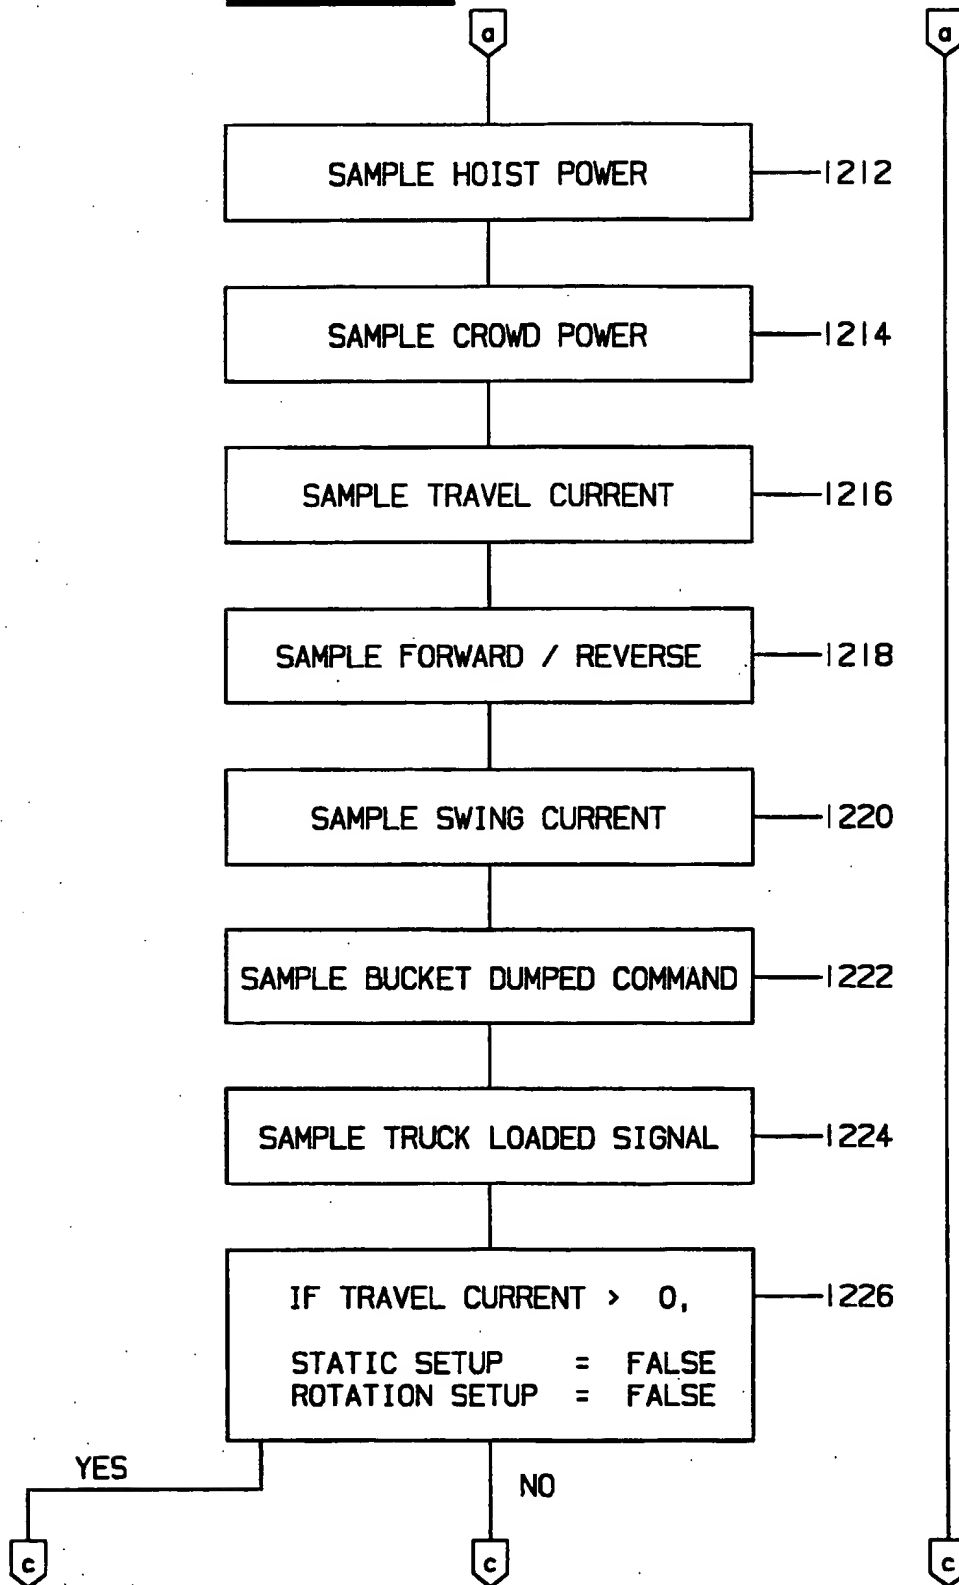 a a
SAMPLE HOIST POWER 1212
SAMPLE CROWD POWER 1214
SAMPLE TRAVEL CURRENT 1216
SAMPLE FORWARD / REVERSE 1218
SAMPLE SWING CURRENT 1220
SAMPLE BUCKET DUMPED COMMAND 1222
SAMPLE TRUCK LOADED SIGNAL 1224
IF TRAVEL CURRENT > 0, 1226
STATIC SETUP = FALSE
ROTATION SETUP = FALSE
YES NO
c c c